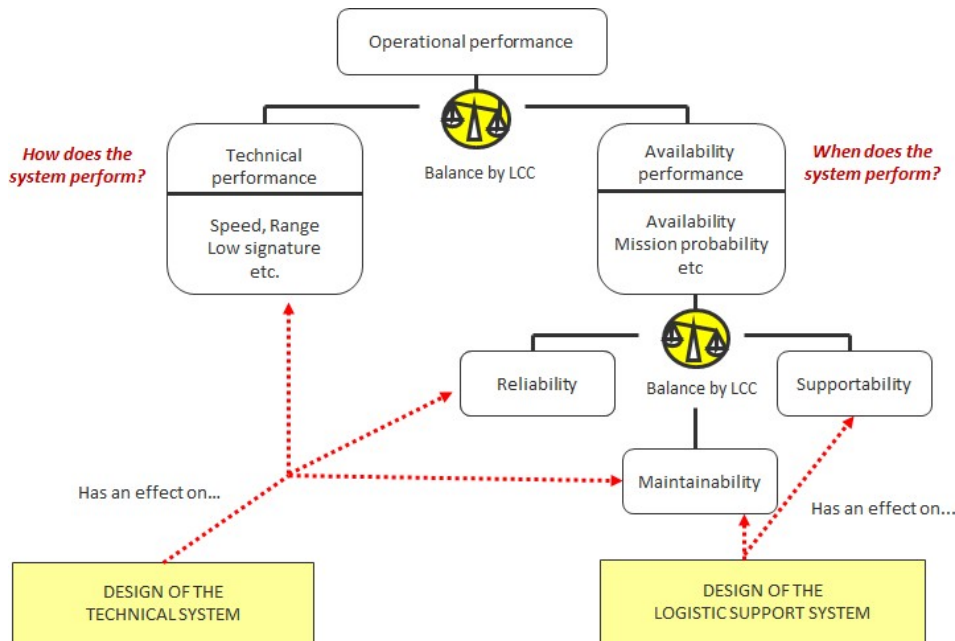 Operational performance
How does the
system perform?
Technical
performance
Speed, Range
Low signature
etc.
Balance by LCC
Availability
performance
Availability
Mission probability
etc
When does the
system perform?
Reliability
Balance by LCC
Supportability
Maintainability
Has an effect on...
Has an effect on...
DESIGN OF THE
TECHNICAL SYSTEM
DESIGN OF THE
LOGISTIC SUPPORT SYSTEM